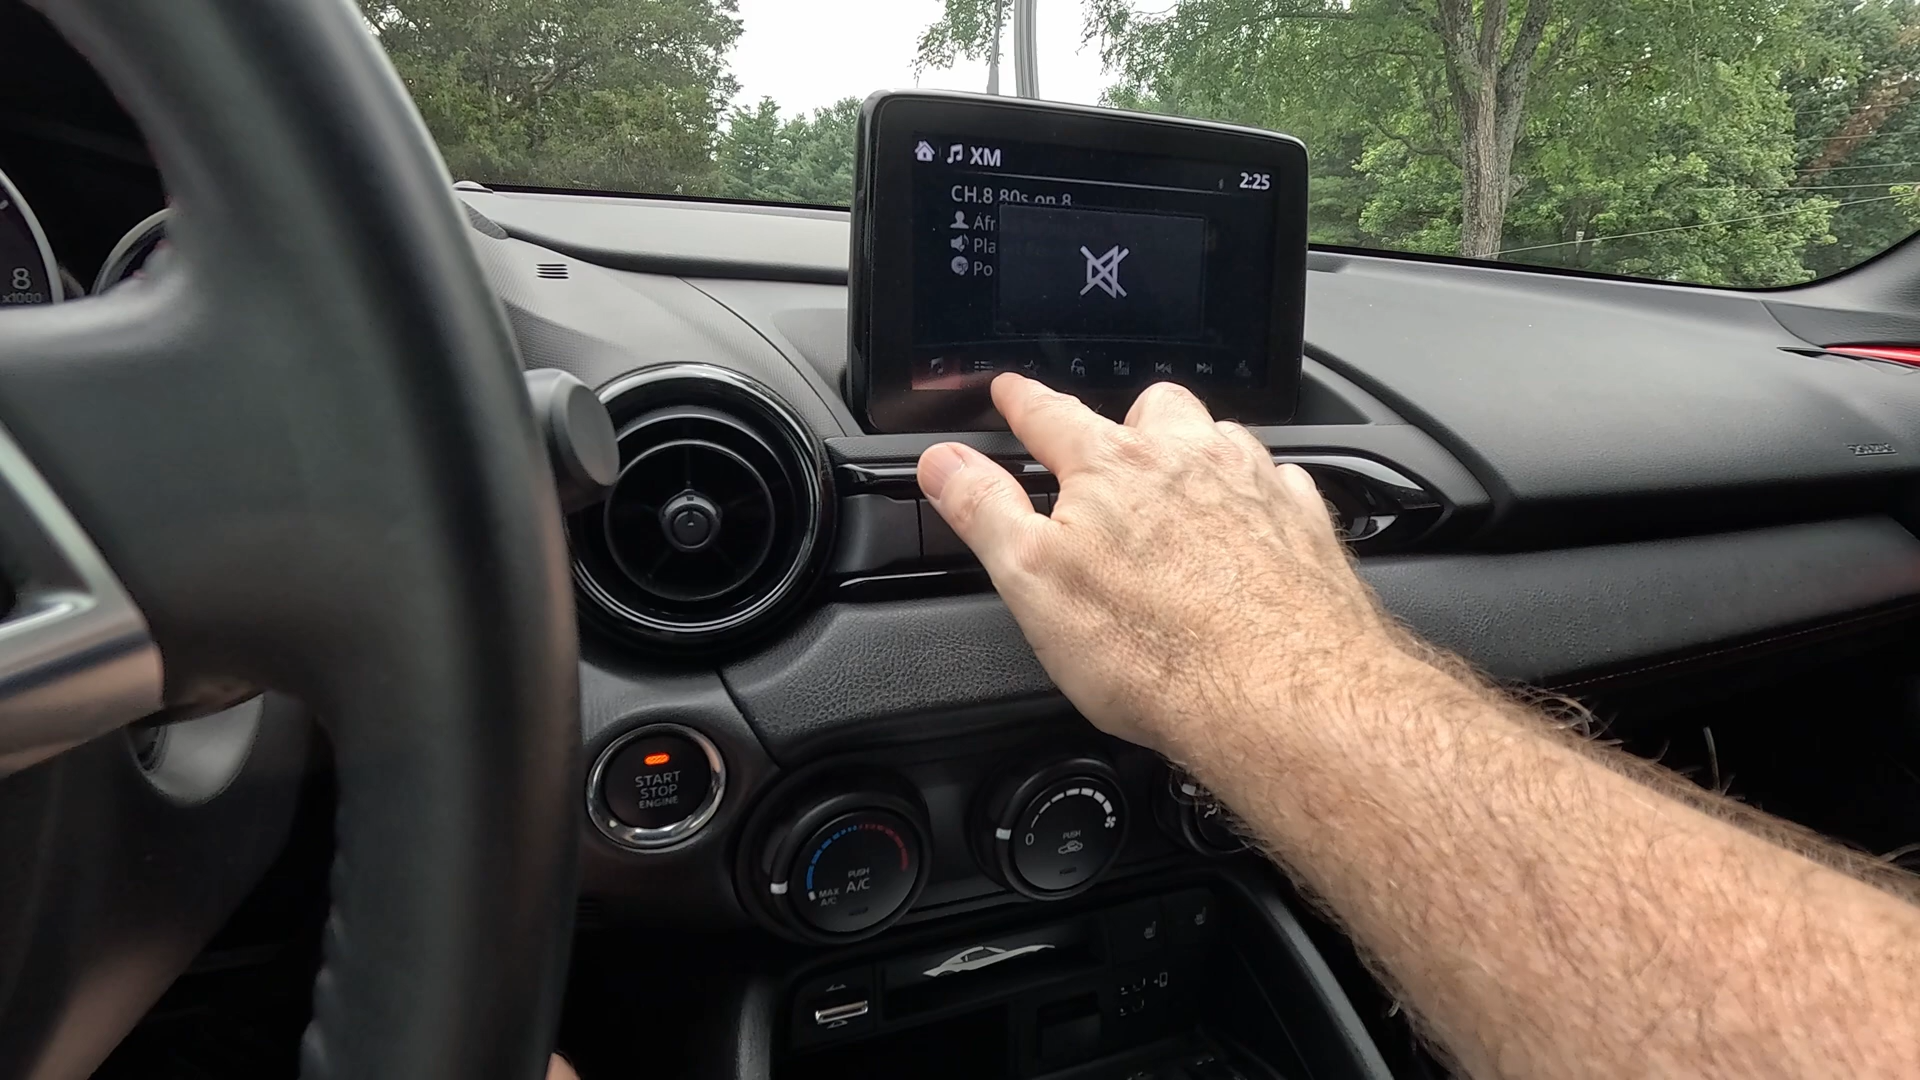 XM
2:25
CH.8 80s on 8
Afr
Pla
Po
8
x1000
START
STOP
ENGINE
PUSH
A/C
MAX
A/C
0
PUSH